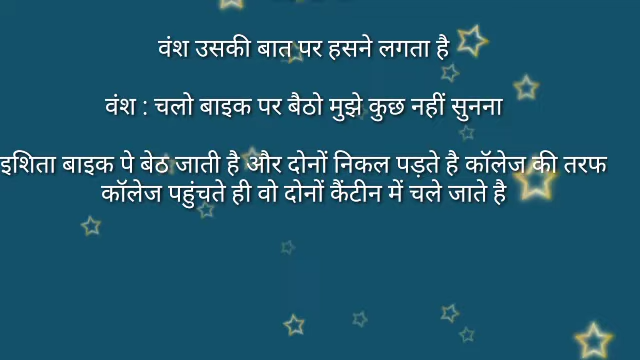 वंश उसकी बात पर हसने लगता है
वंश : चलो बाइक पर बैठो मुझे कुछ नहीं सुनना
इशिता बाइक पे बेठ जाती है और दोनों निकल पड़ते है कॉलेज की तरफ
कॉलेज पहुंचते ही वो दोनों कैंटीन में चले जाते है